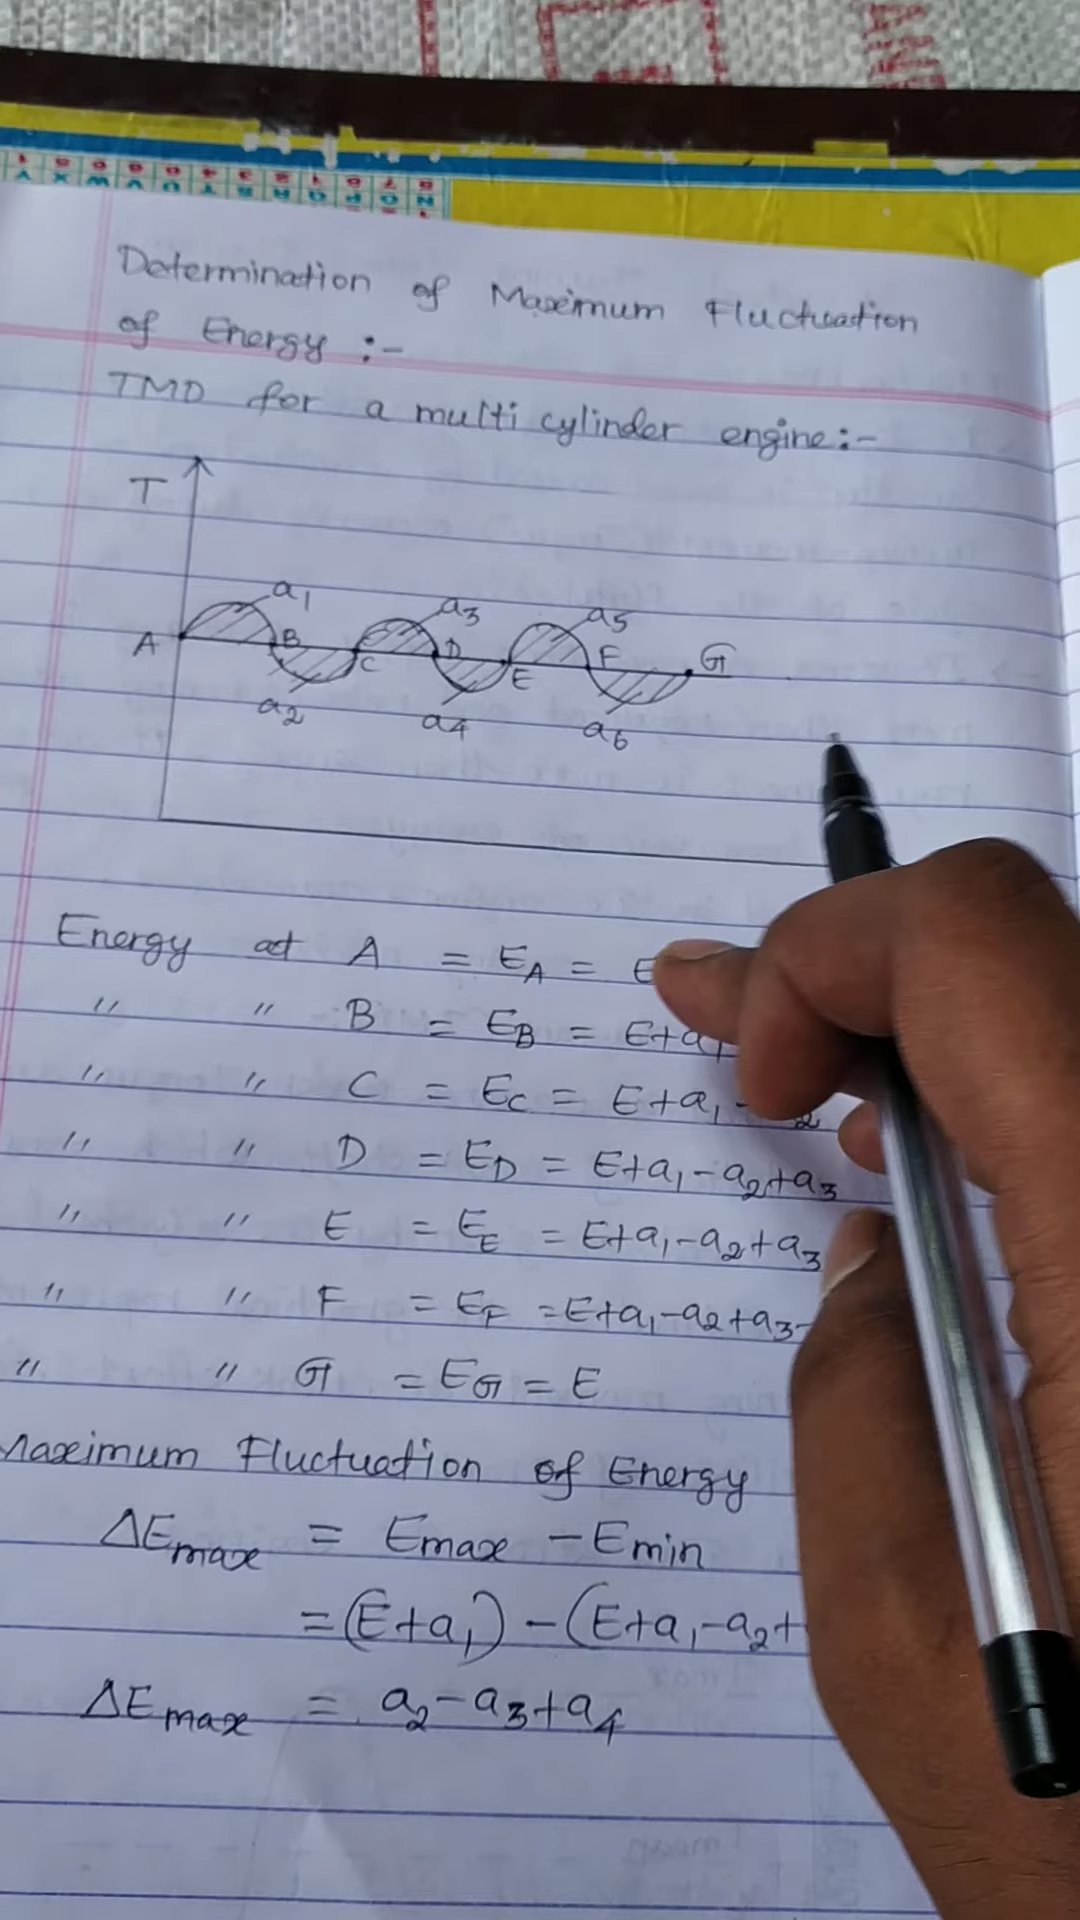 Determination of Maximum Fluctuation
of Energy :-
TMD for a multi cylinder engine:-
T
a1 a3 a5
A B C D E F G
a2 a4 a6
Energy at A = EA = E
" " B = EB = E+a1
" " C = EC = E+a1 - 2
" " D = ED = E+a1-a2+a3
" " E = EE = E+a1-a2+a3
" " F = EF = E+a1-a2+a3-
" " G = EG = E
Maximum Fluctuation of Energy
ΔEmax = Emax - Emin
= (E+a1) - (E+a1-a2+
ΔEmax = a2-a3+a4